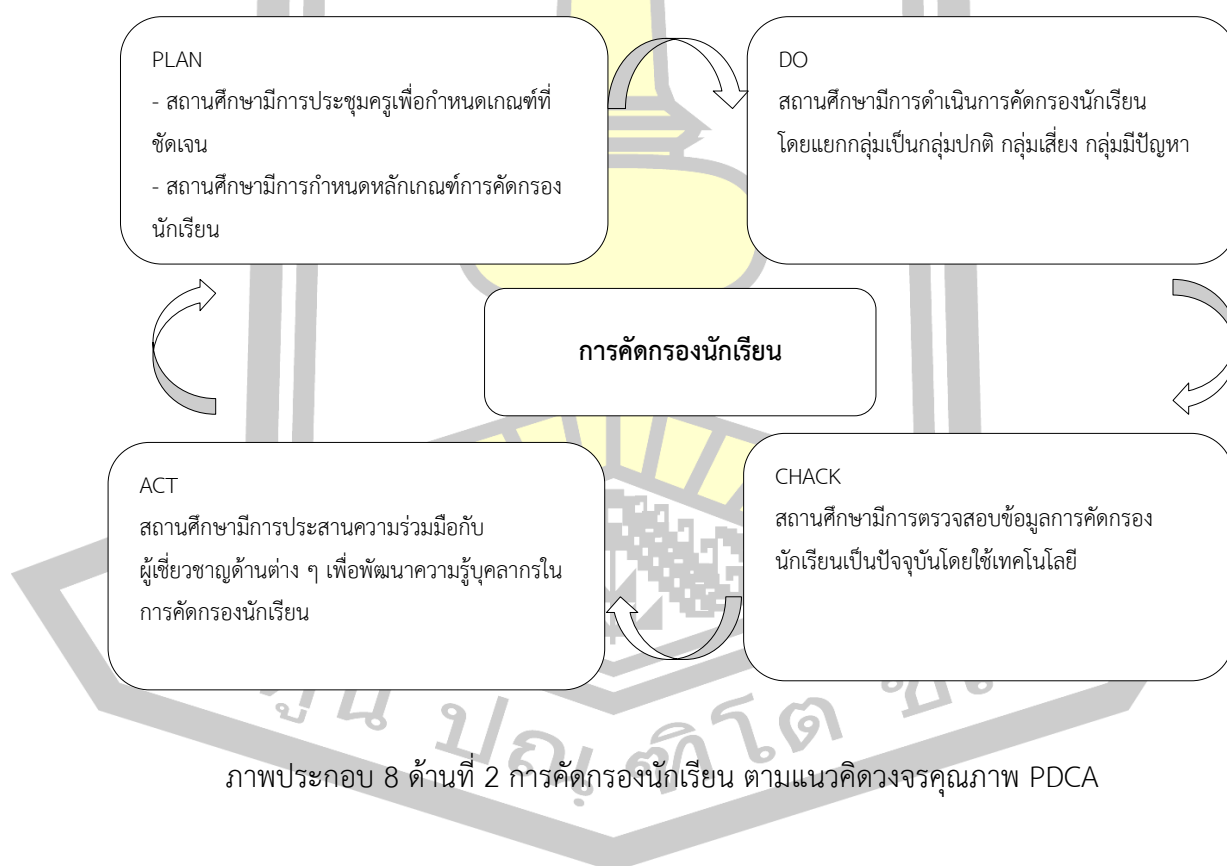 PLAN
- สถานศึกษามีการประชุมครูเพื่อกำหนดเกณฑ์ที่
ชัดเจน
- สถานศึกษามีการกำหนดหลักเกณฑ์การคัดกรอง
นักเรียน
DO
สถานศึกษามีการดำเนินการคัดกรองนักเรียน
โดยแยกกลุ่มเป็นกลุ่มปกติ กลุ่มเสี่ยง กลุ่มมีปัญหา
การคัดกรองนักเรียน
ACT
สถานศึกษามีการประสานความร่วมมือกับ
ผู้เชี่ยวชาญด้านต่าง ๆ เพื่อพัฒนาความรู้บุคลากรใน
การคัดกรองนักเรียน
CHACK
สถานศึกษามีการตรวจสอบข้อมูลการคัดกรอง
นักเรียนเป็นปัจจุบันโดยใช้เทคโนโลยี
ปญฺ ฑิโต
ภาพประกอบ 8 ด้านที่ 2 การคัดกรองนักเรียน ตามแนวคิดวงจรคุณภาพ PDCA